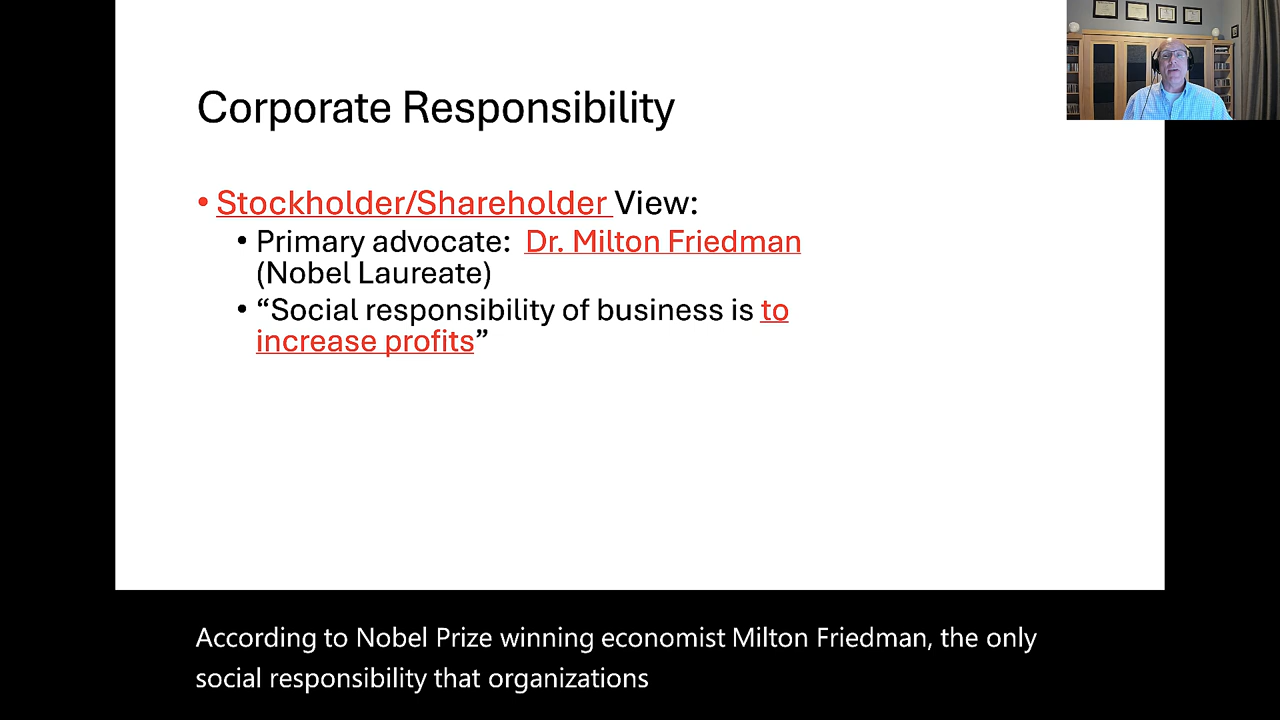 Corporate Responsibility
• Stockholder/Shareholder View:
• Primary advocate: Dr. Milton Friedman
(Nobel Laureate)
• “Social responsibility of business is to
increase profits”
According to Nobel Prize winning economist Milton Friedman, the only
social responsibility that organizations